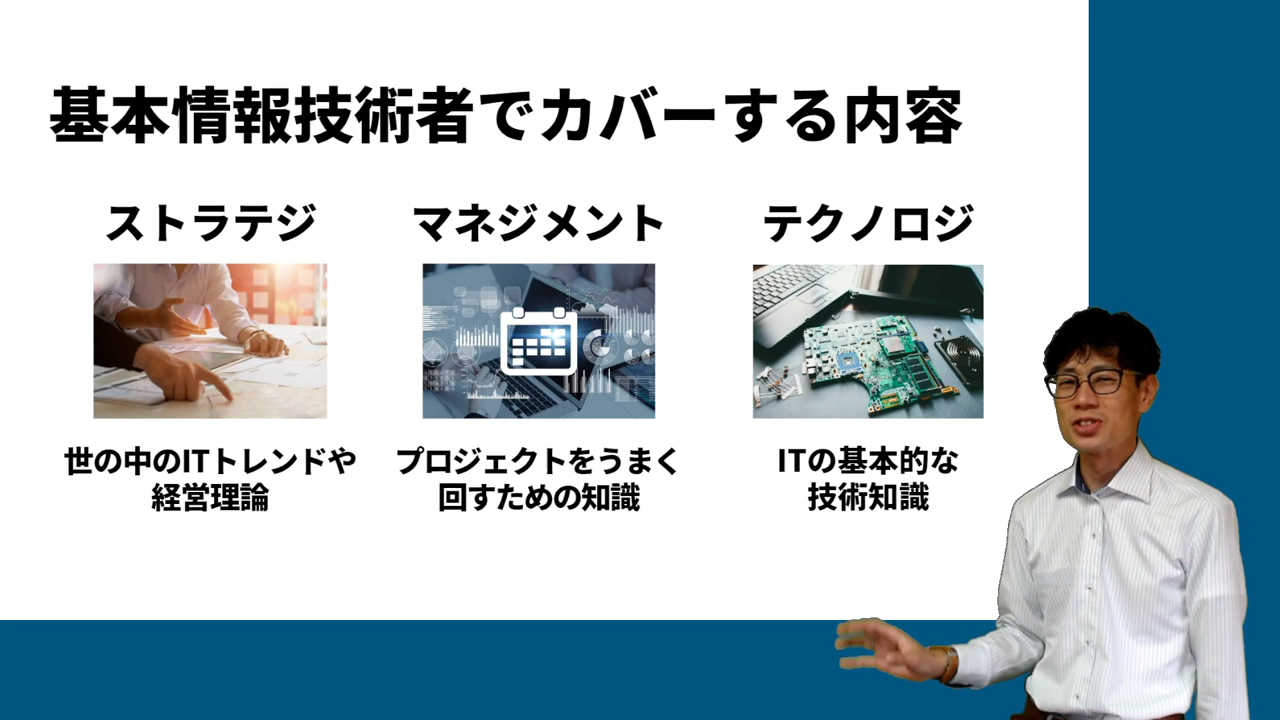 基本情報技術者でカバーする内容
ストラテジ
マネジメント
テクノロジ
世の中のITトレンドや
経営理論
プロジェクトをうまく
回すための知識
ITの基本的な
技術知識